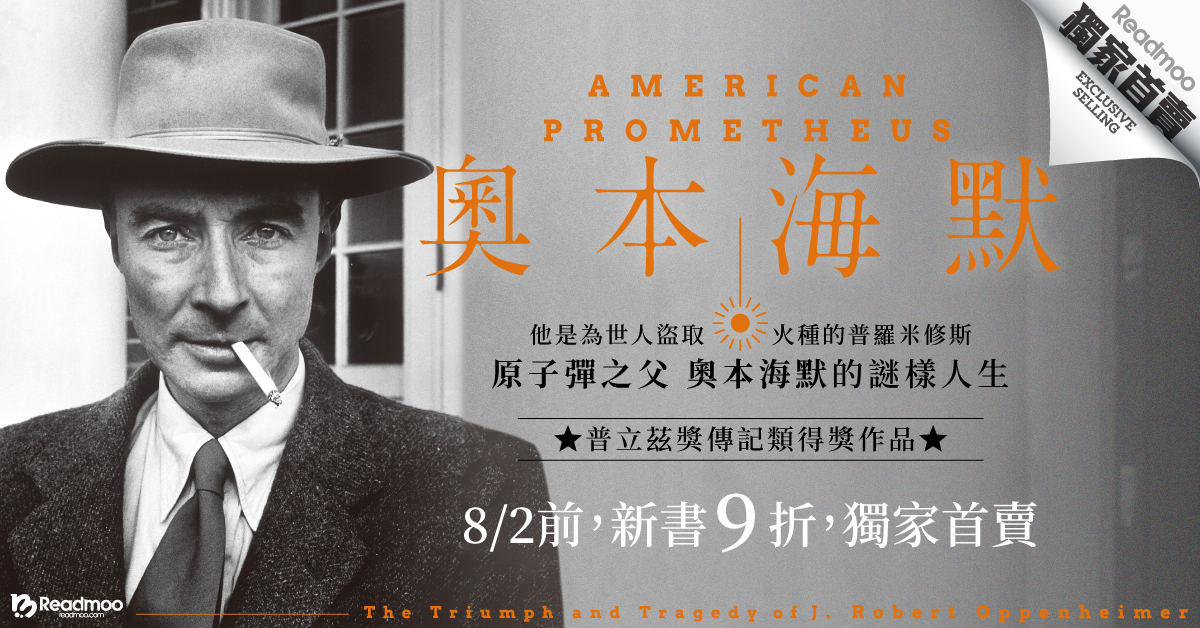 Readmoo
獨家首賣
EXCLUSIVE
SELLING
AMERICAN
PROMETHEUS
奧本海默
他是為世人盜取 火種的普羅米修斯
原子彈之父 奧本海默的謎樣人生
★普立茲獎傳記類得獎作品★
8/2前，新書9折，獨家首賣
Readmoo
readmoo.com
The Triumph and Tragedy of J. Robert Oppenheimer